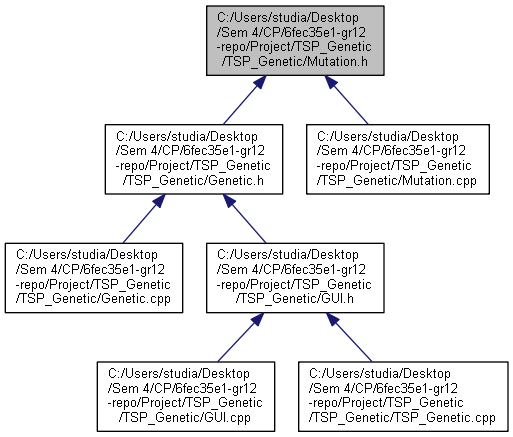 C:/Users/studia/Desktop
/Sem 4/CP/6fec35e1-gr12
-repo/Project/TSP_Genetic
/TSP_Genetic/Mutation.h
C:/Users/studia/Desktop
/Sem 4/CP/6fec35e1-gr12
-repo/Project/TSP_Genetic
/TSP_Genetic/Genetic.h
C:/Users/studia/Desktop
/Sem 4/CP/6fec35e1-gr12
-repo/Project/TSP_Genetic
/TSP_Genetic/Mutation.cpp
C:/Users/studia/Desktop
/Sem 4/CP/6fec35e1-gr12
-repo/Project/TSP_Genetic
/TSP_Genetic/Genetic.cpp
C:/Users/studia/Desktop
/Sem 4/CP/6fec35e1-gr12
-repo/Project/TSP_Genetic
/TSP_Genetic/GUI.h
C:/Users/studia/Desktop
/Sem 4/CP/6fec35e1-gr12
-repo/Project/TSP_Genetic
/TSP_Genetic/GUI.cpp
C:/Users/studia/Desktop
/Sem 4/CP/6fec35e1-gr12
-repo/Project/TSP_Genetic
/TSP_Genetic/TSP_Genetic.cpp